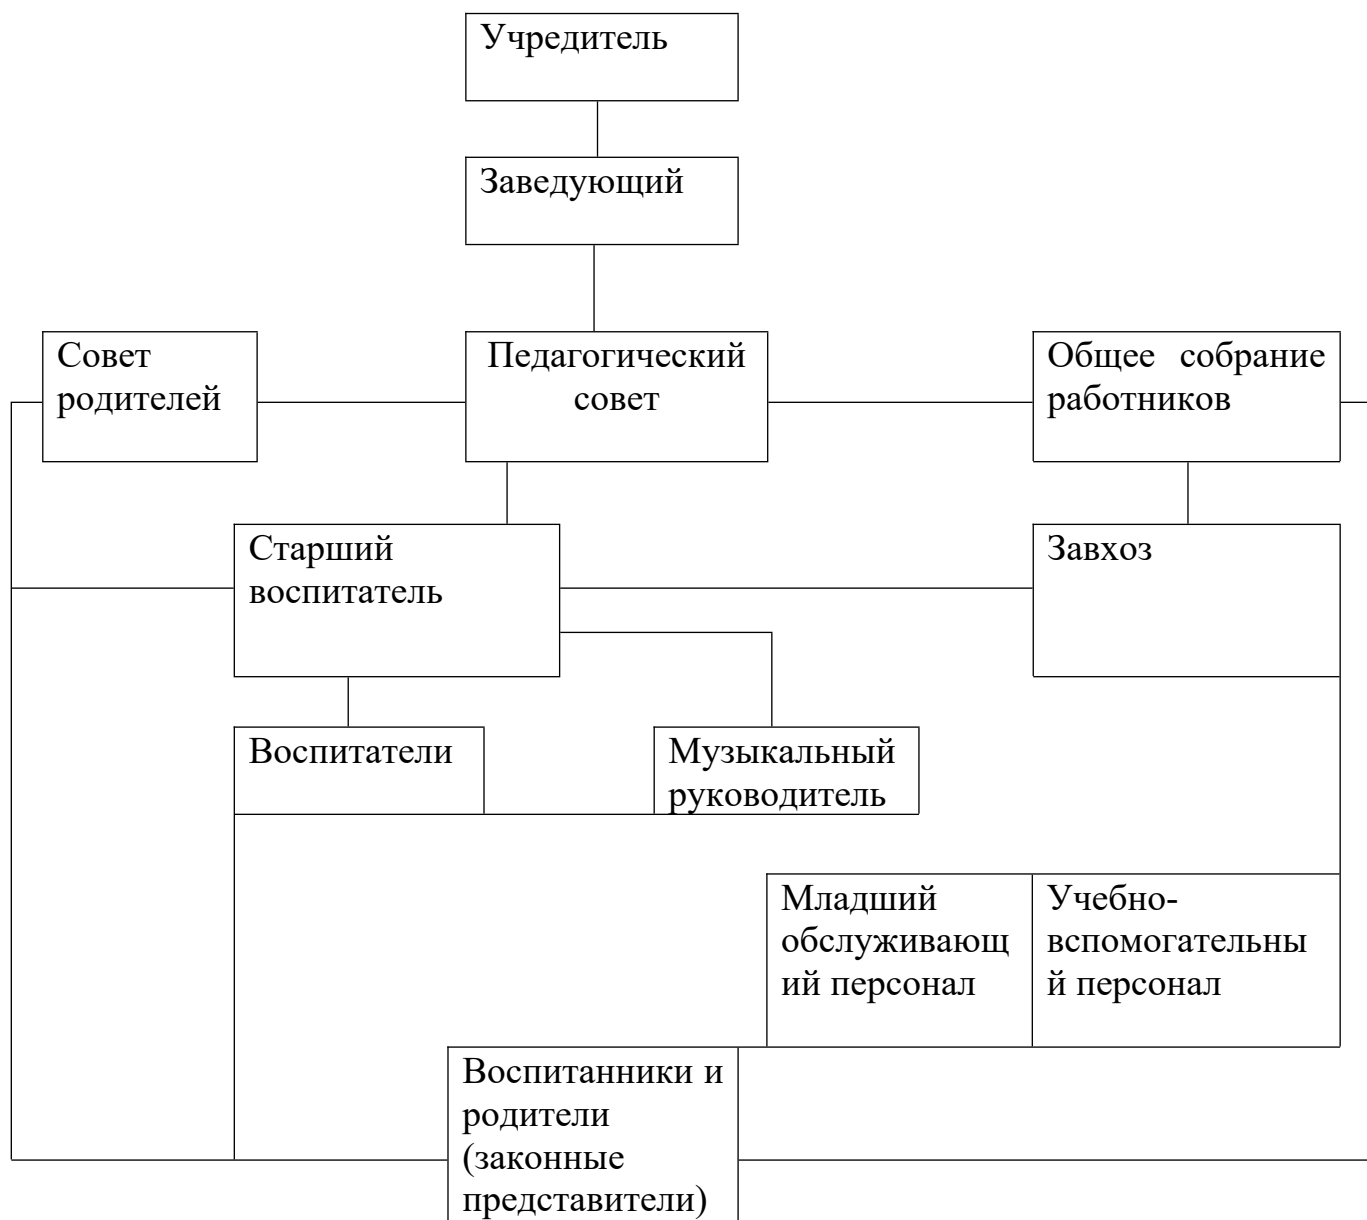 Учредитель
Заведующий
Совет
родителей
Педагогический
совет
Общее собрание
работников
Старший
воспитатель
Завхоз
Воспитатели
Музыкальный
руководитель
Младший
обслуживающ
ий персонал
Учебно-
вспомогательны
й персонал
Воспитанники и
родители
(законные
представители)